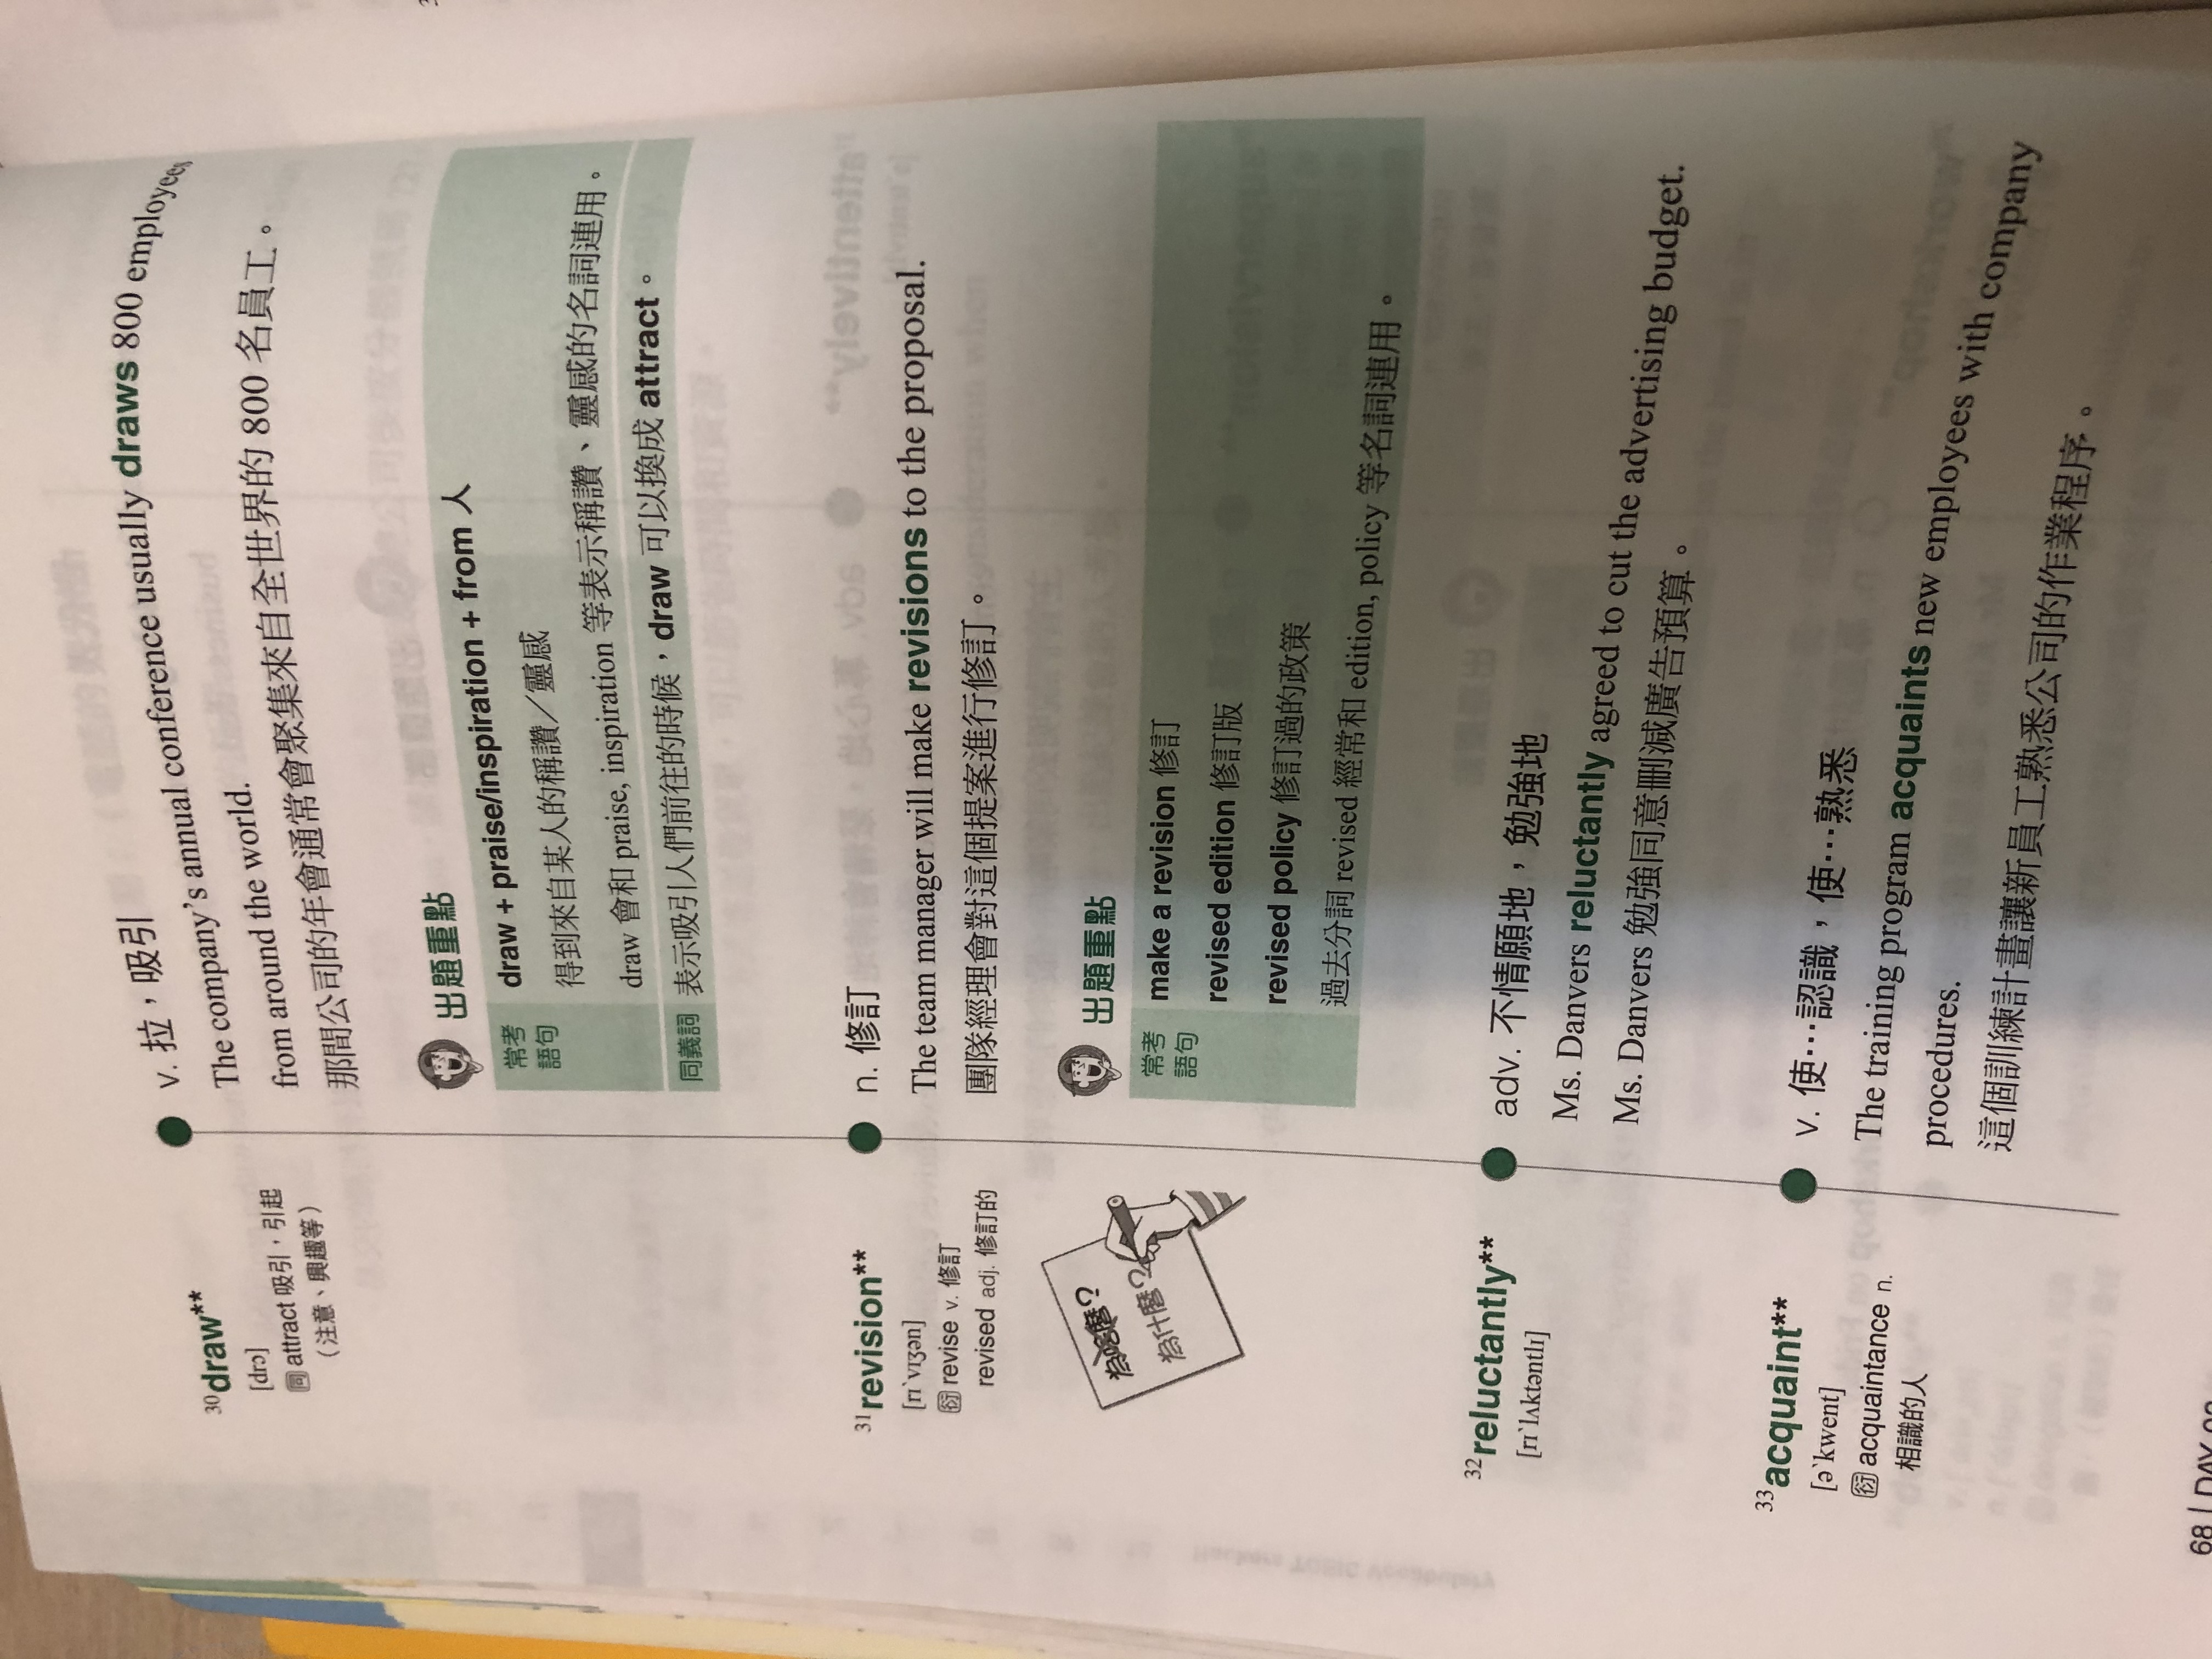 30draw**
[drɔ]
同 attract 吸引，引起
（注意、興趣等）
v. 拉，吸引
The company's annual conference usually draws 800 employees
from around the world.
那間公司的年會通常會聚集來自全世界的 800 名員工。
出題重點
常考
語句
draw + praise/inspiration + from 人
得到來自某人的稱讚／靈感
draw 會和 praise, inspiration 等表示稱讚、靈感的名詞連用。
同義詞 表示吸引人們前往的時候，draw 可以換成 attract。
31revision**
[rɪˋvɪʒən]
衍 revise v. 修訂
revised adj. 修訂的
為啥麼？
為什麼？
n. 修訂
The team manager will make revisions to the proposal.
團隊經理會對這個提案進行修訂。
出題重點
常考
語句
make a revision 修訂
revised edition 修訂版
revised policy 修訂過的政策
過去分詞 revised 經常和 edition, policy 等名詞連用。
32reluctantly**
[rɪˋlʌktəntlɪ]
adv. 不情願地，勉強地
Ms. Danvers reluctantly agreed to cut the advertising budget.
Ms. Danvers 勉強同意刪減廣告預算。
33acquaint**
[əˋkwent]
衍 acquaintance n.
相識的人
v. 使…認識，使…熟悉
The training program acquaints new employees with company
procedures.
這個訓練計畫讓新員工熟悉公司的作業程序。
68 | DAY